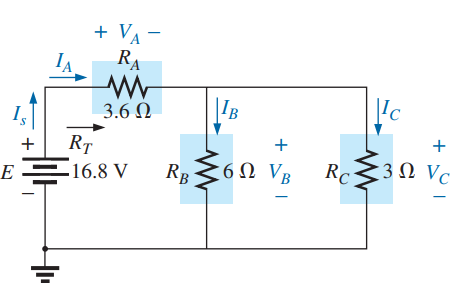 + V_A −
I_A
R_A
3.6 Ω
I_s
R_T
I_B
I_C
+
E
16.8 V
−
R_B
6 Ω
+
V_B
−
R_C
3 Ω
+
V_C
−